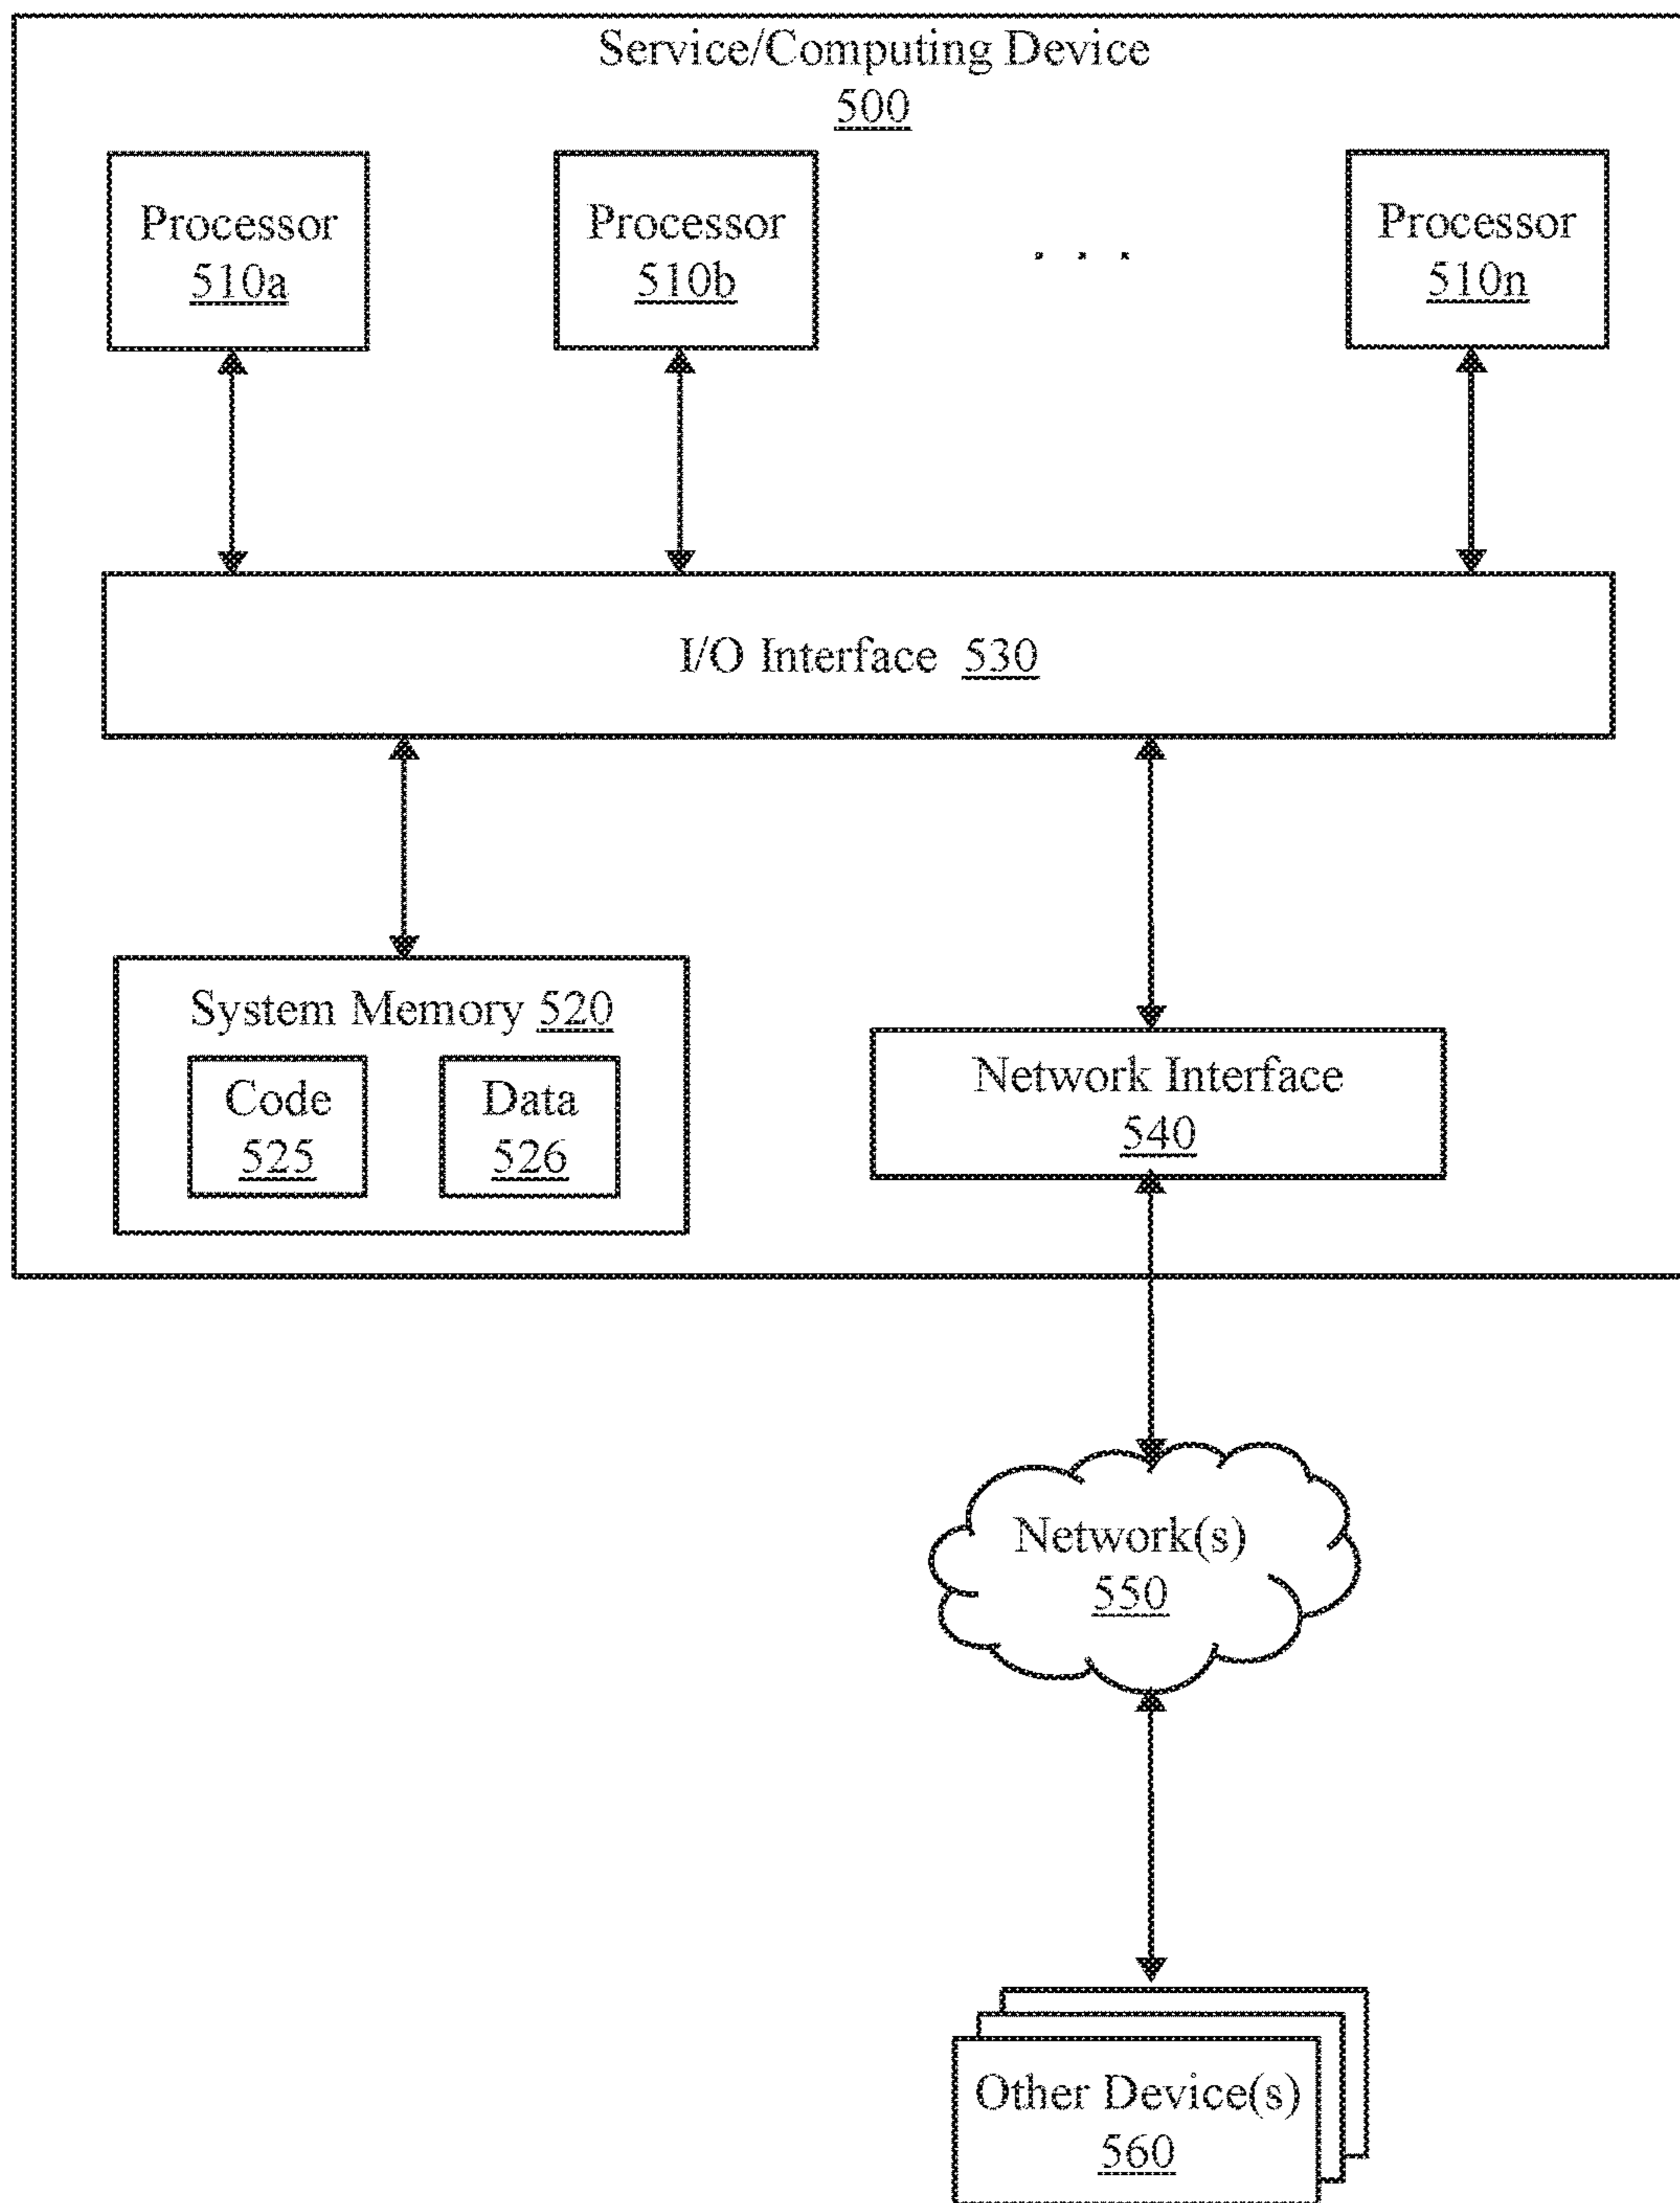 Service/Computing Device
500
Processor
510a
Processor
510b
. . .
Processor
510n
I/O Interface 530
System Memory 520
Code
525
Data
526
Network Interface
540
Network(s)
550
Other Device(s)
560